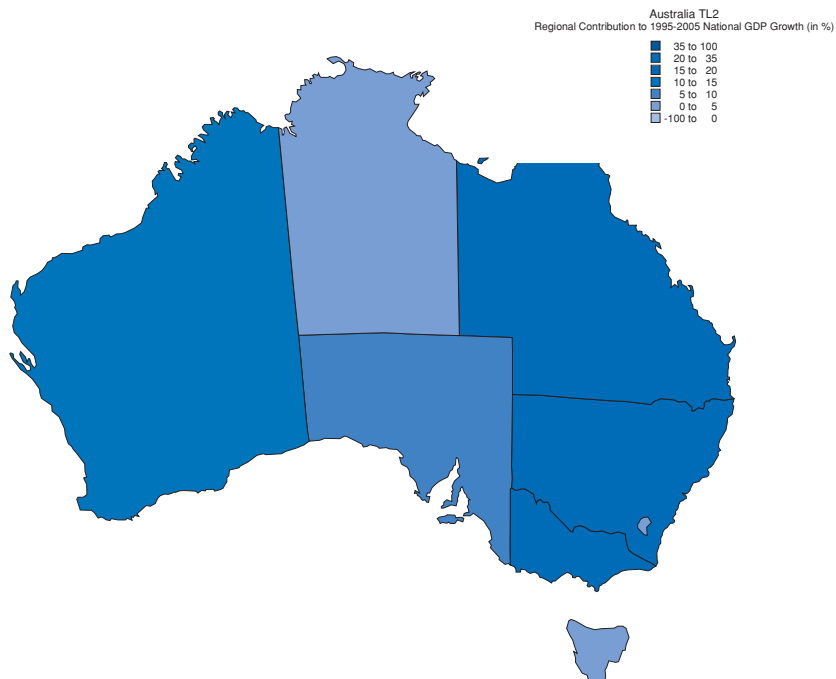 Australia TL2
Regional Contribution to 1995-2005 National GDP Growth (in %)
35 to 100
20 to 35
15 to 20
10 to 15
5 to 10
0 to 5
-100 to 0